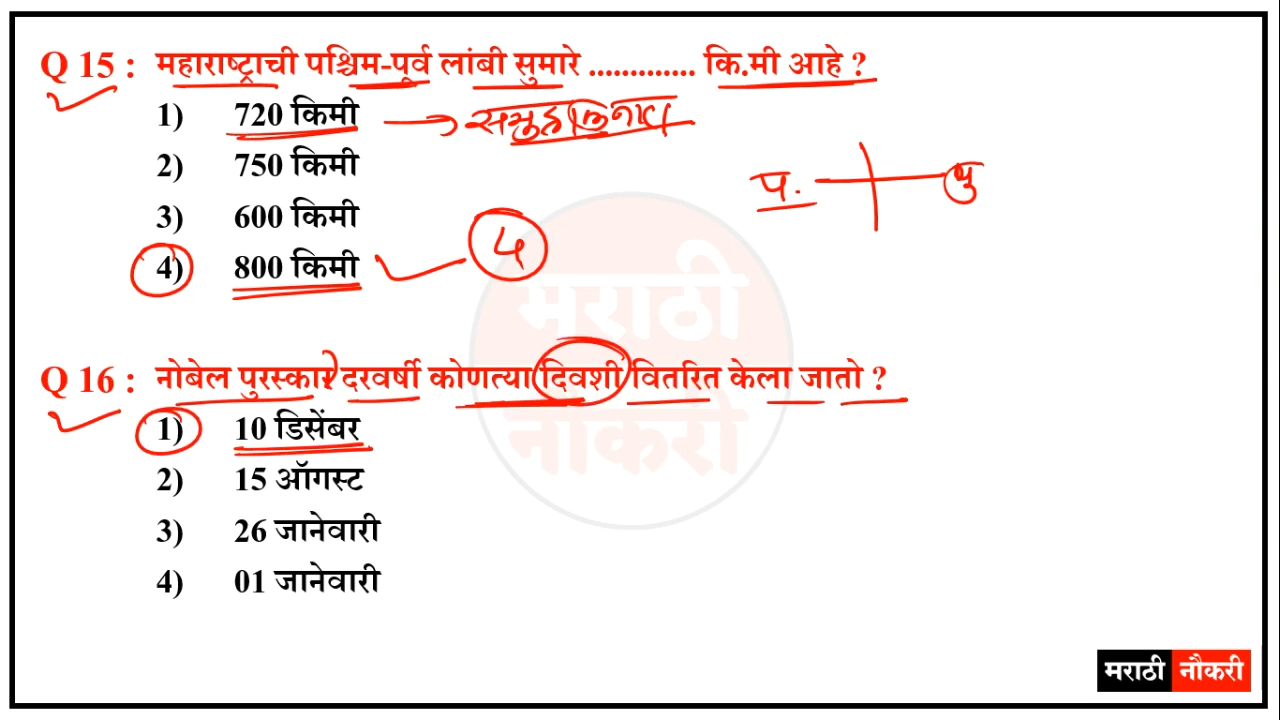 Q 15 : महाराष्ट्राची पश्चिम-पूर्व लांबी सुमारे ............. कि.मी आहे ?
1) 720 किमी
2) 750 किमी
3) 600 किमी
4) 800 किमी
प. पु
Q 16 : नोबेल पुरस्कार दरवर्षी कोणत्या दिवशी वितरित केला जातो ?
1) 10 डिसेंबर
2) 15 ऑगस्ट
3) 26 जानेवारी
4) 01 जानेवारी
मराठी
नौकरी
मराठी नौकरी